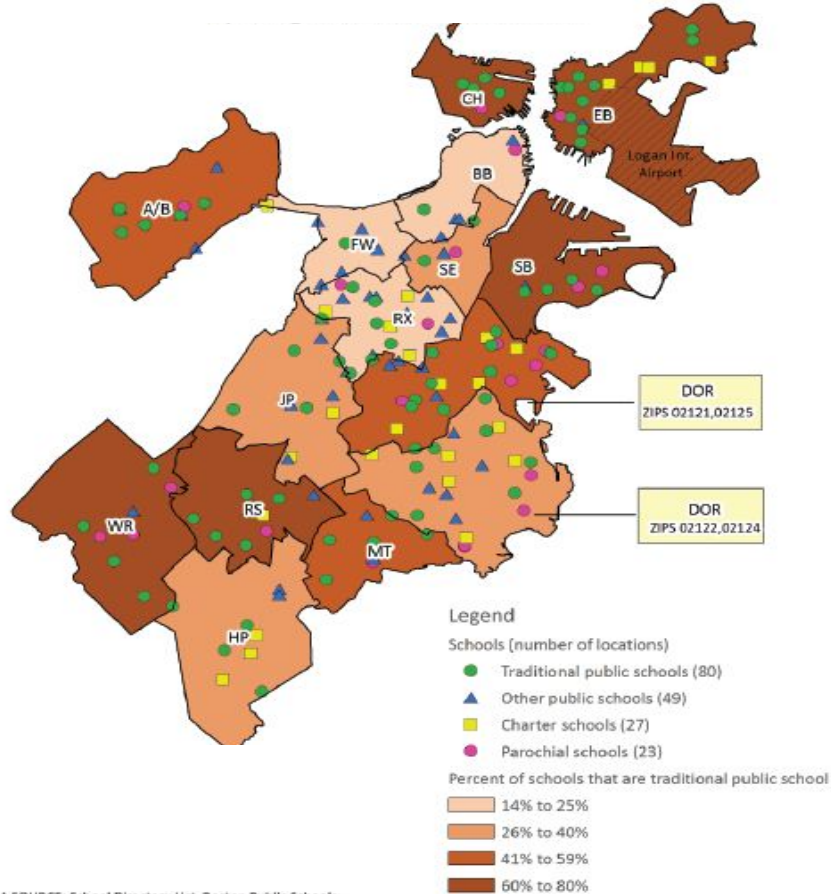 CH
EB
Logan Int.
Airport
BB
A/B
FW
SE
SB
RX
JP
DOR
ZIPS 02121,02125
WR
RS
DOR
ZIPS 02122,02124
MT
HP
Legend
Schools (number of locations)
Traditional public schools (80)
Other public schools (49)
Charter schools (27)
Parochial schools (23)
Percent of schools that are traditional public school
14% to 25%
26% to 40%
41% to 59%
60% to 80%